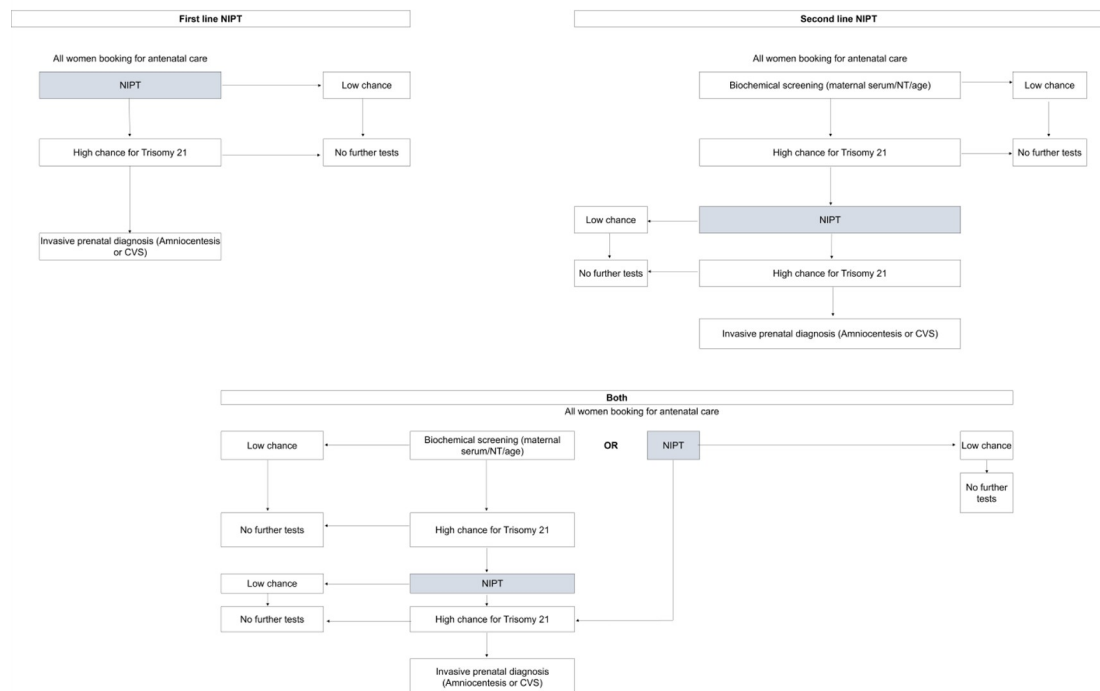 First line NIPT
All women booking for antenatal care
NIPT
Low chance
High chance for Trisomy 21
No further tests
Invasive prenatal diagnosis (Amniocentesis
or CVS)
Second line NIPT
All women booking for antenatal care
Biochemical screening (maternal serum/NT/age)
Low chance
High chance for Trisomy 21
No further tests
Low chance
NIPT
No further tests
High chance for Trisomy 21
Invasive prenatal diagnosis (Amniocentesis or CVS)
Both
All women booking for antenatal care
Low chance
Biochemical screening (maternal
serum/NT/age)
OR
NIPT
Low chance
No further
tests
No further tests
High chance for Trisomy 21
Low chance
NIPT
No further tests
High chance for Trisomy 21
Invasive prenatal diagnosis
(Amniocentesis or CVS)